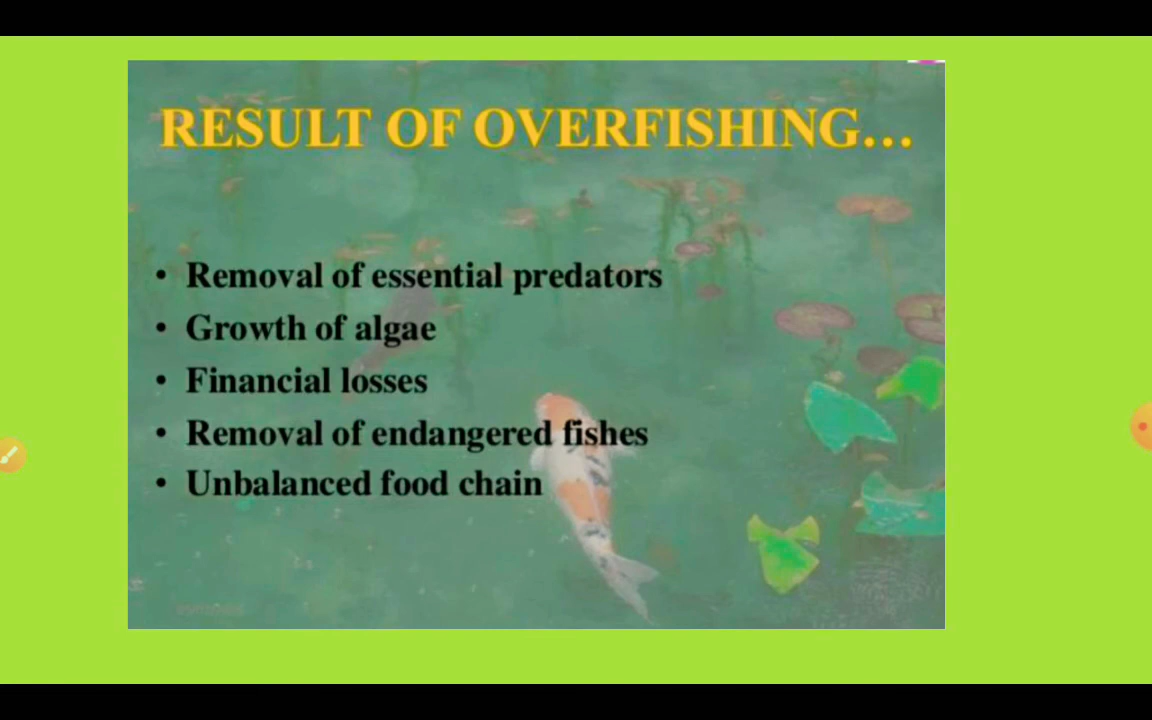 RESULT OF OVERFISHING...
• Removal of essential predators
• Growth of algae
• Financial losses
• Removal of endangered fishes
• Unbalanced food chain